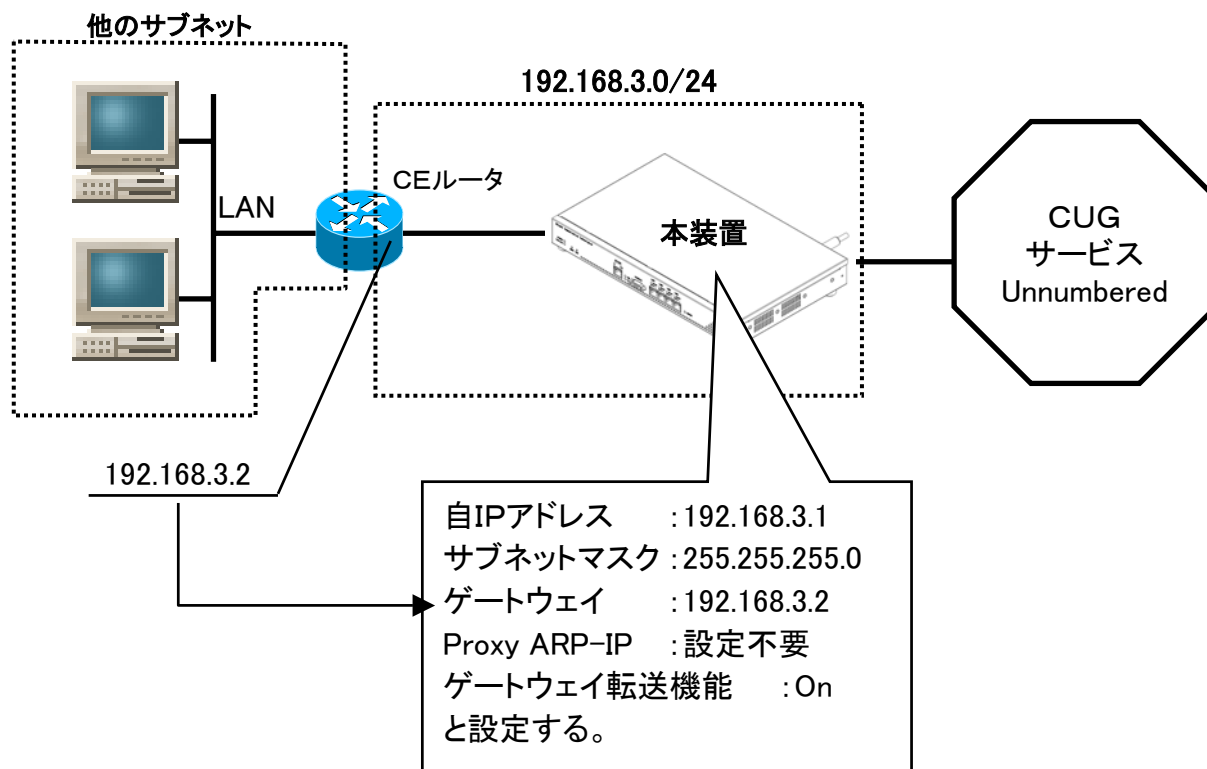 他のサブネット
192.168.3.0/24
CEルータ
LAN
本装置
CUG
サービス
Unnumbered
192.168.3.2
自IPアドレス :192.168.3.1
サブネットマスク :255.255.255.0
ゲートウェイ :192.168.3.2
Proxy ARP-IP :設定不要
ゲートウェイ転送機能 :On
と設定する。